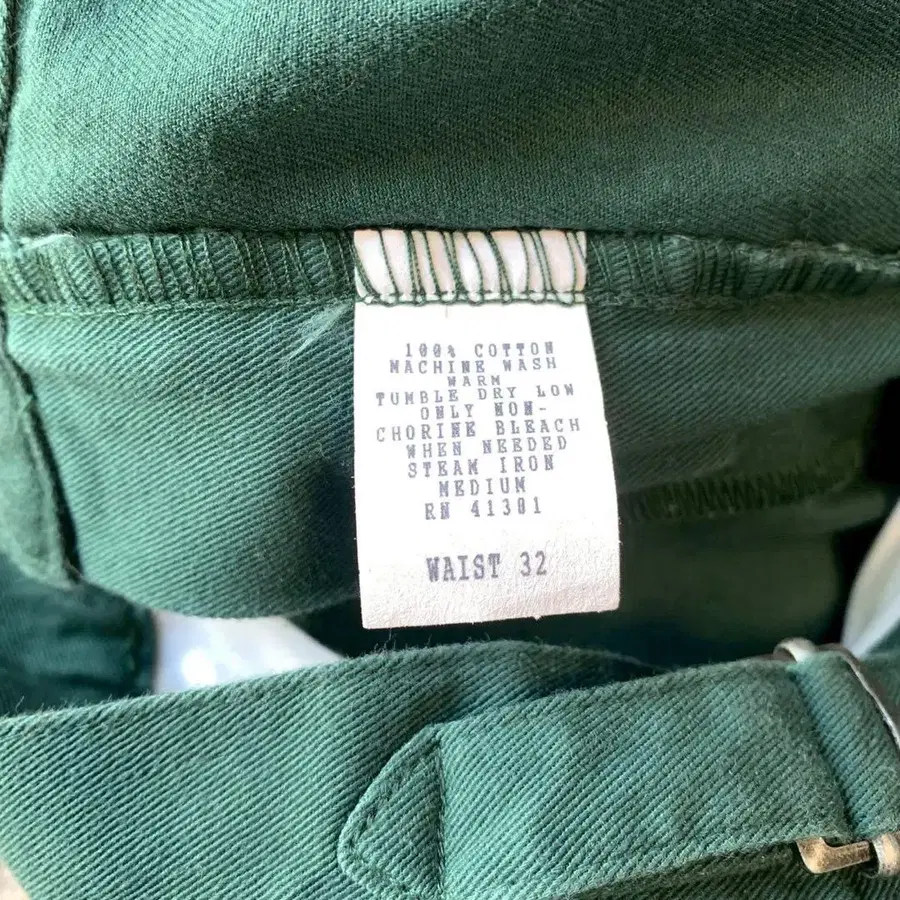 100% COTTON
MACHINE WASH
WARM
TUMBLE DRY LOW
ONLY NON-
CHORINE BLEACH
WHEN NEEDED
STEAM IRON
MEDIUM
RN 41301
WAIST 32